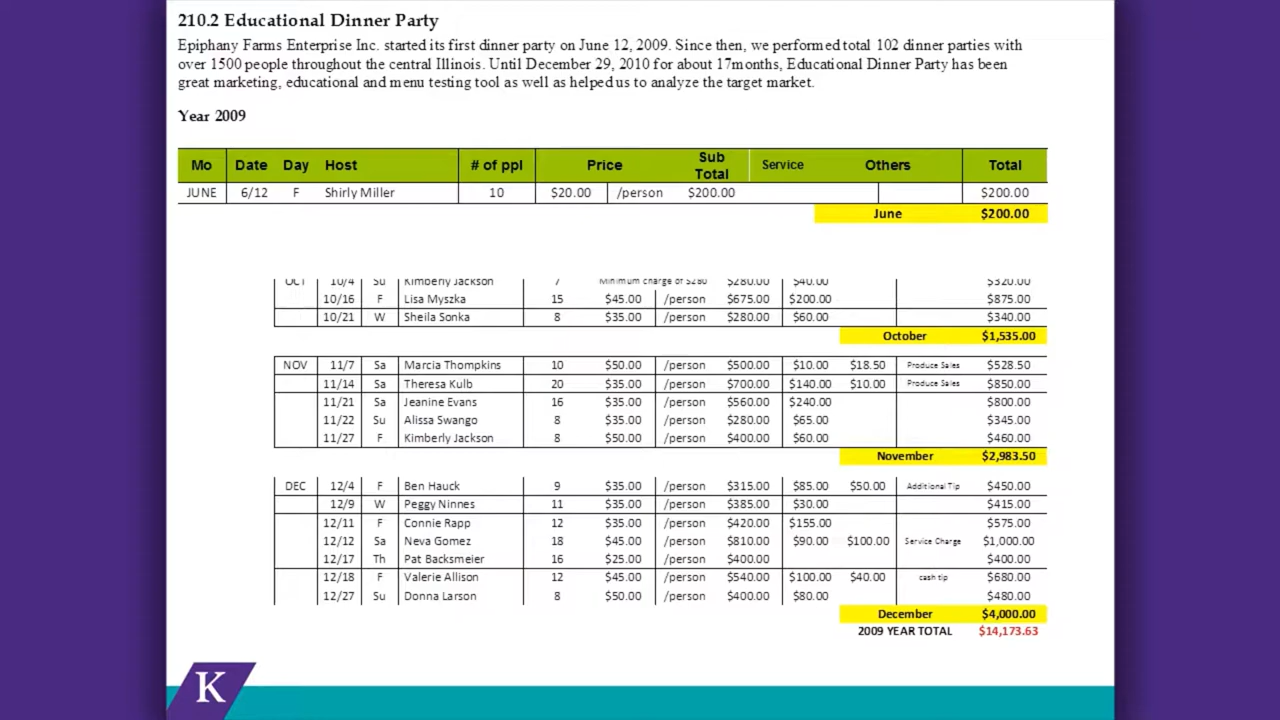 210.2 Educational Dinner Party
Epiphany Farms Enterprise Inc. started its first dinner party on June 12, 2009. Since then, we performed total 102 dinner parties with
over 1500 people throughout the central Illinois. Until December 29, 2010 for about 17months, Educational Dinner Party has been
great marketing, educational and menu testing tool as well as helped us to analyze the target market.
Year 2009
Mo Date Day Host # of ppl Price Sub Total Service Others Total
JUNE 6/12 F Shirly Miller 10 $20.00 /person $200.00 $200.00
June $200.00
OCT 10/4 Su Kimberly Jackson 7 Minimum charge of $280 $280.00 $40.00 $320.00
10/16 F Lisa Myszka 15 $45.00 /person $675.00 $200.00 $875.00
10/21 W Sheila Sonka 8 $35.00 /person $280.00 $60.00 $340.00
October $1,535.00
NOV 11/7 Sa Marcia Thompkins 10 $50.00 /person $500.00 $10.00 $18.50 Produce Sales $528.50
11/14 Sa Theresa Kulb 20 $35.00 /person $700.00 $140.00 $10.00 Produce Sales $850.00
11/21 Sa Jeanine Evans 16 $35.00 /person $560.00 $240.00 $800.00
11/22 Su Alissa Swango 8 $35.00 /person $280.00 $65.00 $345.00
11/27 F Kimberly Jackson 8 $50.00 /person $400.00 $60.00 $460.00
November $2,983.50
DEC 12/4 F Ben Hauck 9 $35.00 /person $315.00 $85.00 $50.00 Additional Tip $450.00
12/9 W Peggy Ninnes 11 $35.00 /person $385.00 $30.00 $415.00
12/11 F Connie Rapp 12 $35.00 /person $420.00 $155.00 $575.00
12/12 Sa Neva Gomez 18 $45.00 /person $810.00 $90.00 $100.00 Service Charge $1,000.00
12/17 Th Pat Backsmeier 16 $25.00 /person $400.00 $400.00
12/18 F Valerie Allison 12 $45.00 /person $540.00 $100.00 $40.00 cash tip $680.00
12/27 Su Donna Larson 8 $50.00 /person $400.00 $80.00 $480.00
December $4,000.00
2009 YEAR TOTAL $14,173.63
K